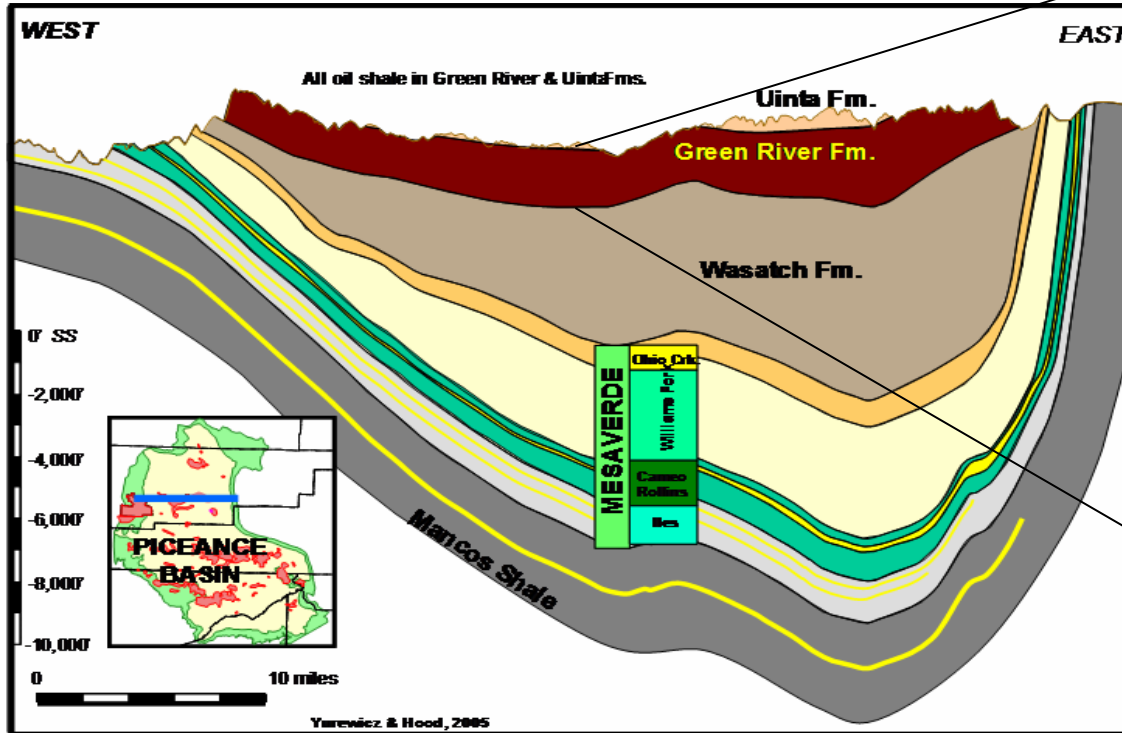 WEST
EAST
All oil shale in Green River & Uinta Fms.
Uinta Fm.
Green River Fm.
Wasatch Fm.
0' SS
-2,000'
-4,000'
-6,000'
-8,000'
-10,000'
MESAVERDE
Ohio Crk.
Williams Fork
Cameo
Rollins
Iles
Mancos Shale
PICEANCE
BASIN
0
10 miles
Yurewicz & Hood, 2005